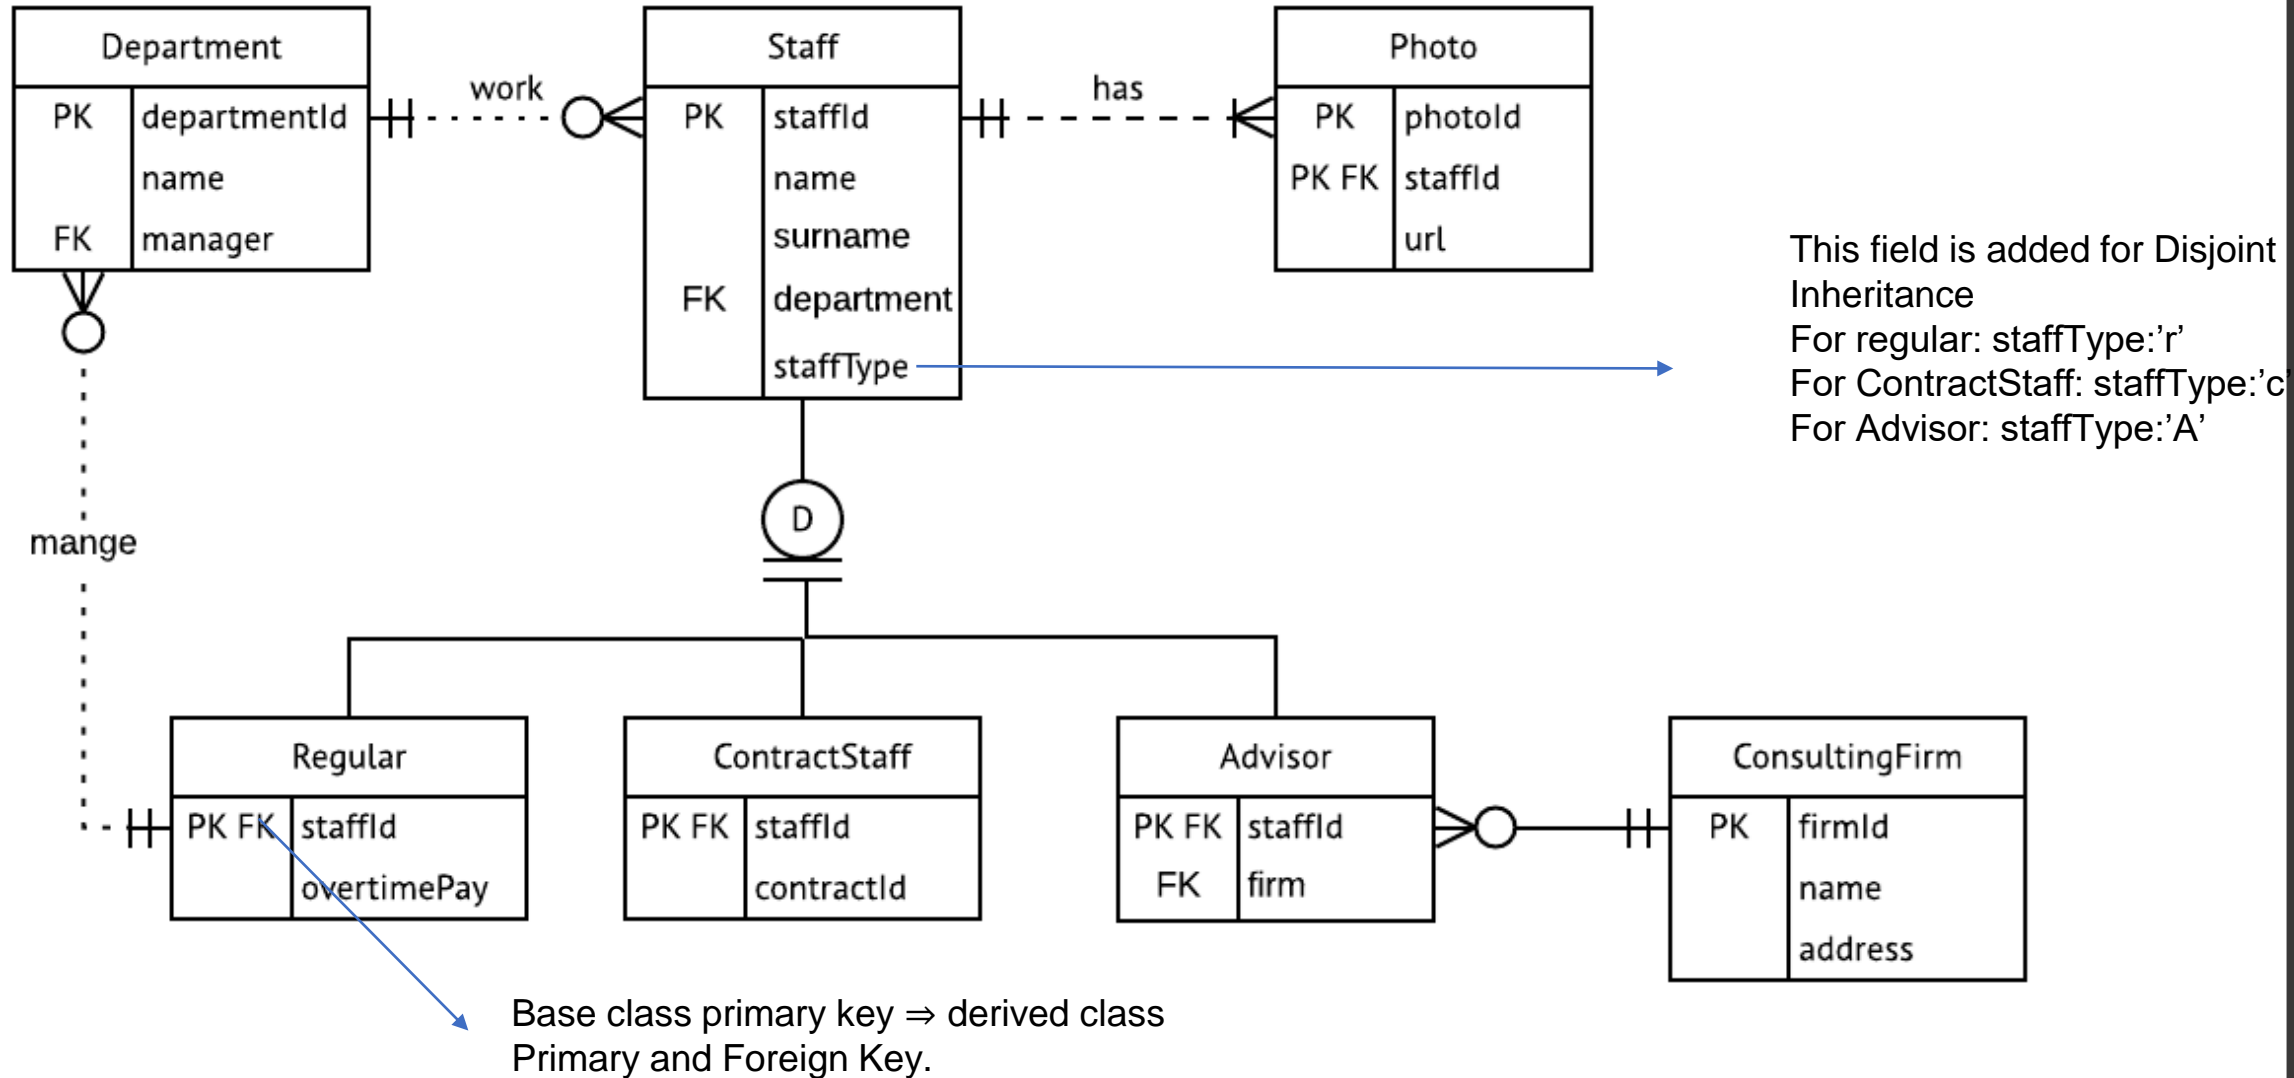 Department
PK departmentId
name
FK manager
work
Staff
PK staffId
name
surname
FK department
staffType
has
Photo
PK photoId
PK FK staffId
url
This field is added for Disjoint
Inheritance
For regular: staffType:’r’
For ContractStaff: staffType:’c’
For Advisor: staffType:’A’
D
mange
Regular
PK FK staffId
overtimePay
ContractStaff
PK FK staffId
contractId
Advisor
PK FK staffId
FK firm
ConsultingFirm
PK firmId
name
address
Base class primary key ⇒ derived class
Primary and Foreign Key.